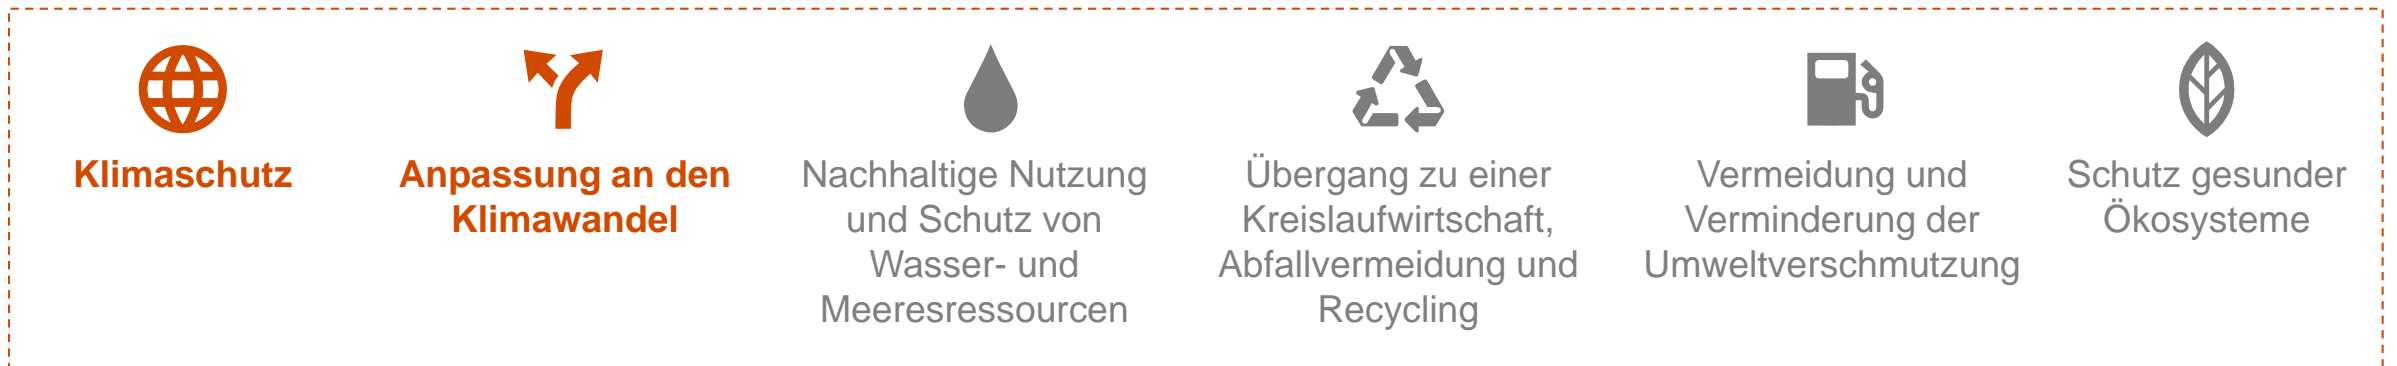 Klimaschutz
Anpassung an den
Klimawandel
Nachhaltige Nutzung
und Schutz von
Wasser- und
Meeresressourcen
Übergang zu einer
Kreislaufwirtschaft,
Abfallvermeidung und
Recycling
Vermeidung und
Verminderung der
Umweltverschmutzung
Schutz gesunder
Ökosysteme